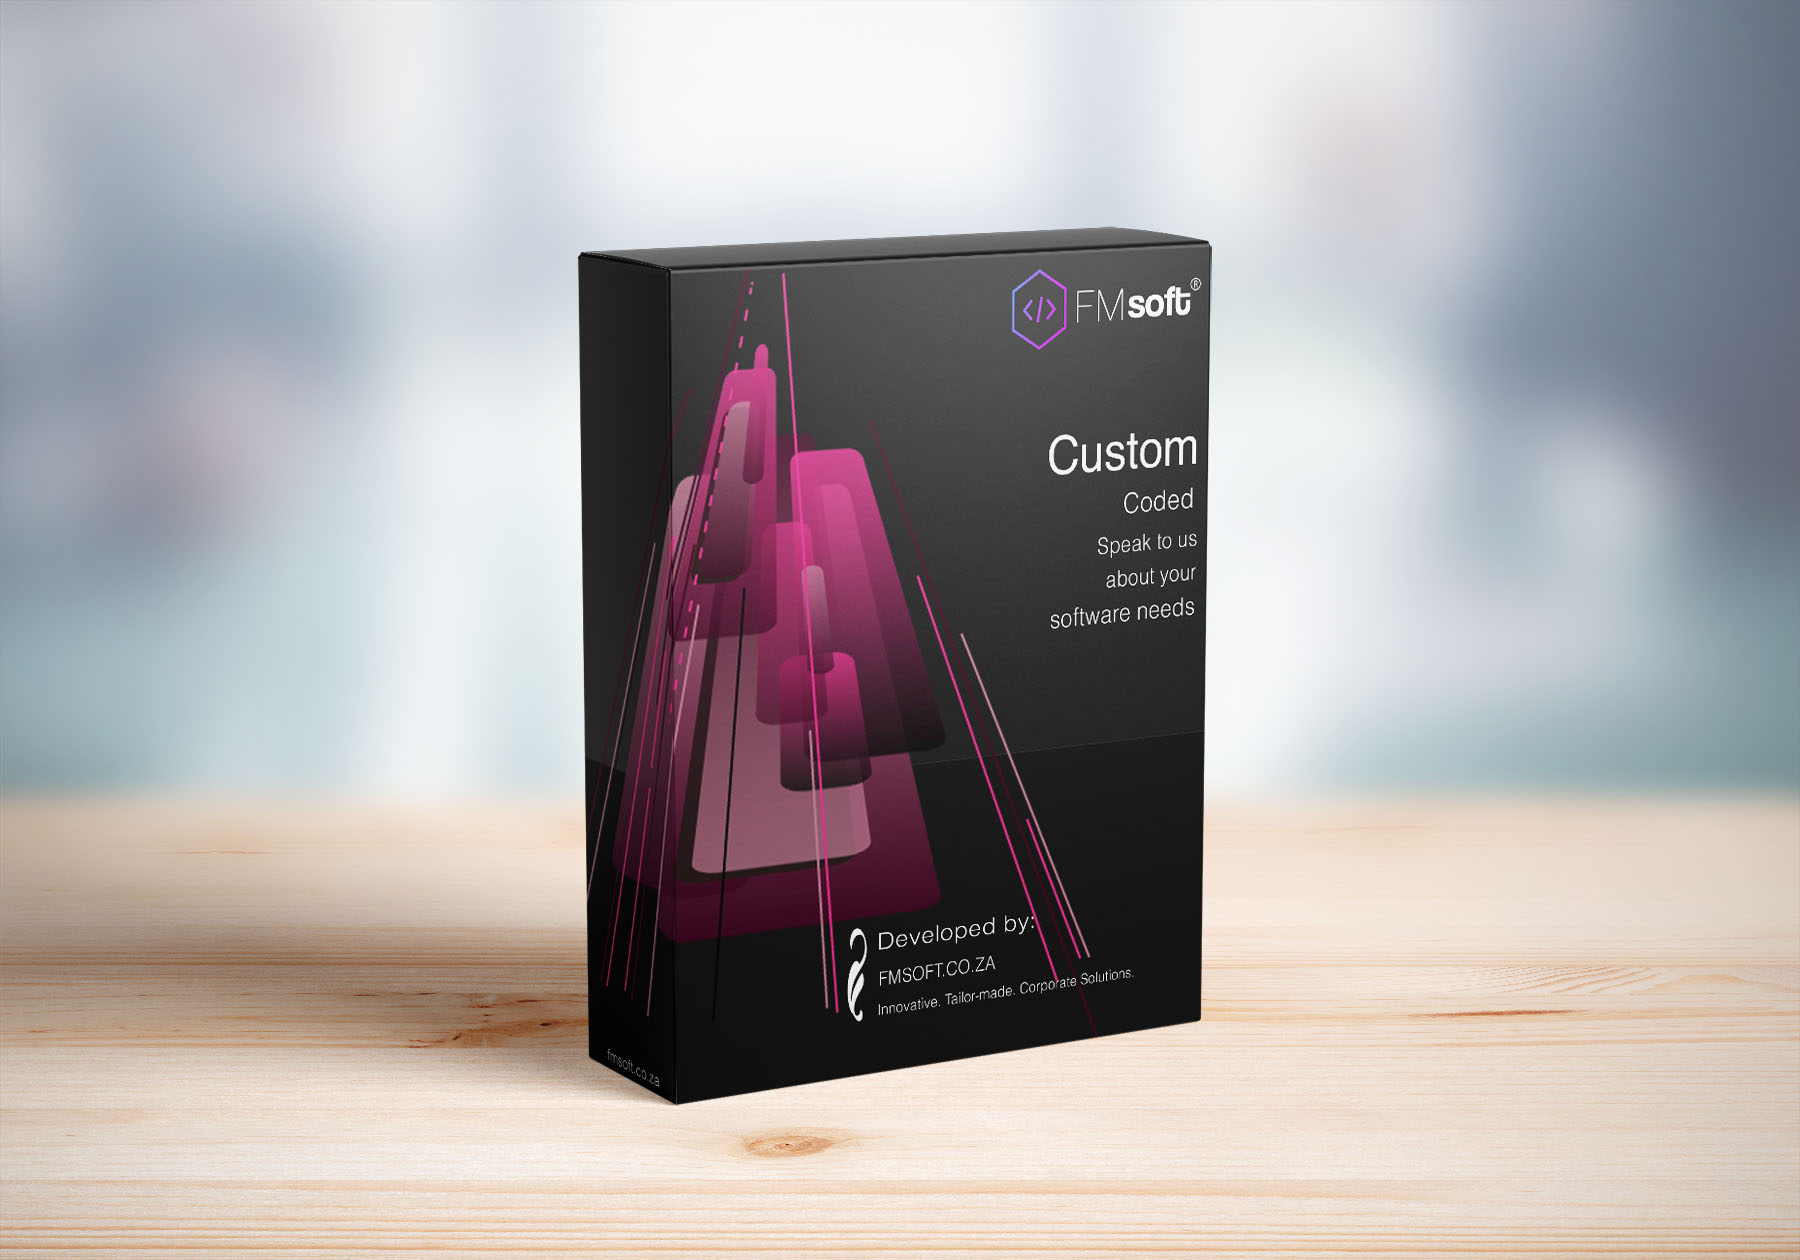 </> FMsoft®
Custom
Coded
Speak to us
about your
software needs
Developed by:
FMSOFT.CO.ZA
Innovative. Tailor-made. Corporate Solutions.
fmsoft.co.za